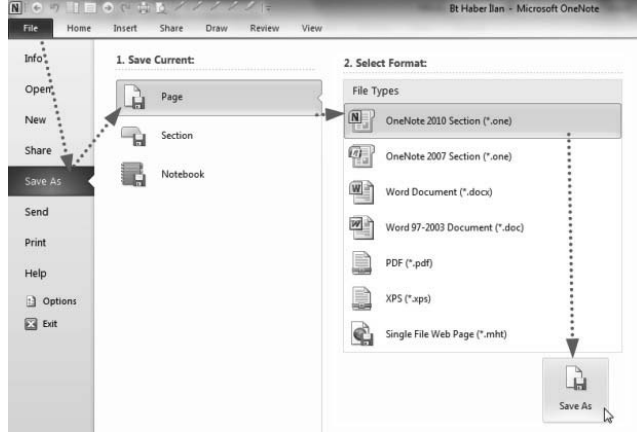 Bt Haber Ilan - Microsoft OneNote
File Home Insert Share Draw Review View
Info
Open
New
Share
Save As
Send
Print
Help
Options
Exit
1. Save Current:
Page
Section
Notebook
2. Select Format:
File Types
OneNote 2010 Section (*.one)
OneNote 2007 Section (*.one)
Word Document (*.docx)
Word 97-2003 Document (*.doc)
PDF (*.pdf)
XPS (*.xps)
Single File Web Page (*.mht)
Save As